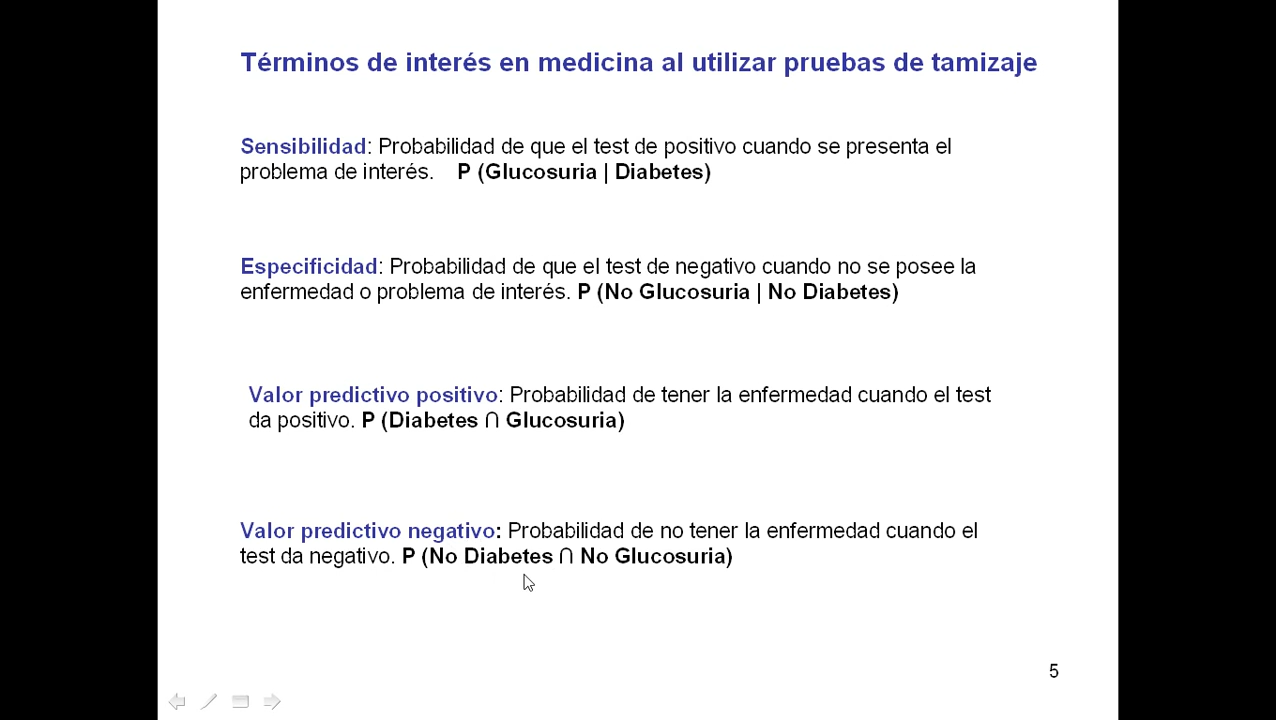 Términos de interés en medicina al utilizar pruebas de tamizaje
Sensibilidad: Probabilidad de que el test de positivo cuando se presenta el
problema de interés. P (Glucosuria | Diabetes)
Especificidad: Probabilidad de que el test de negativo cuando no se posee la
enfermedad o problema de interés. P (No Glucosuria | No Diabetes)
Valor predictivo positivo: Probabilidad de tener la enfermedad cuando el test
da positivo. P (Diabetes ∩ Glucosuria)
Valor predictivo negativo: Probabilidad de no tener la enfermedad cuando el
test da negativo. P (No Diabetes ∩ No Glucosuria)
5